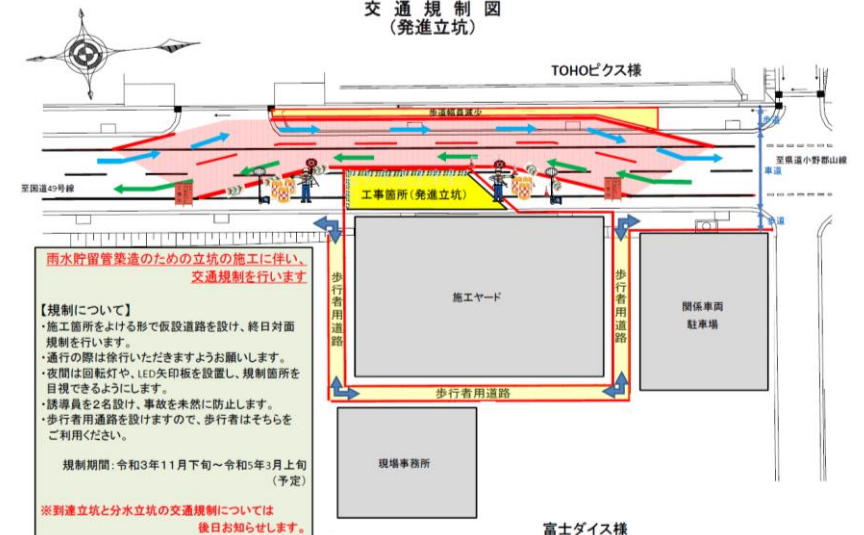 交通規制図
(発進立坑)
TOHOピクス様
歩道幅員減少
歩道
至県道小野郡山線
車道
至国道49号線
工事箇所(発進立坑)
歩道
雨水貯留管築造のための立坑の施工に伴い、
交通規制を行います
【規制について】
・施工箇所をよける形で仮設道路を設け、終日対面
規制を行います。
・通行の際は徐行いただきますようお願いします。
・夜間は回転灯や、LED矢印板を設置し、規制箇所を
目視できるようにします。
・誘導員を2名設け、事故を未然に防止します。
・歩行者用通路を設けますので、歩行者はそちらを
ご利用ください。
規制期間:令和3年11月下旬～令和5年3月上旬
(予定)
※到達立坑と分水立坑の交通規制については
後日お知らせします。
歩行者用道路
施工ヤード
歩行者用道路
関係車両
駐車場
歩行者用道路
現場事務所
富士ダイス様